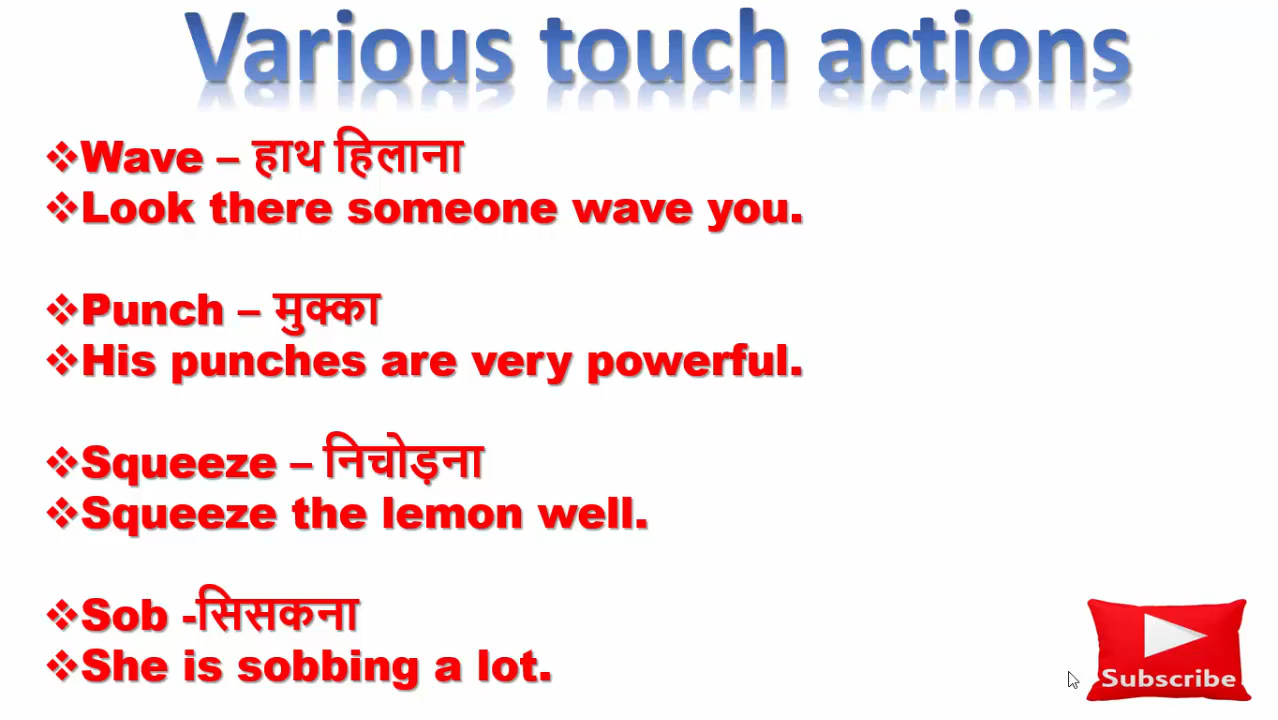 Various touch actions
❖Wave – हाथ हिलाना
❖Look there someone wave you.
❖Punch – मुक्का
❖His punches are very powerful.
❖Squeeze – निचोड़ना
❖Squeeze the lemon well.
❖Sob -सिसकना
❖She is sobbing a lot.
Subscribe